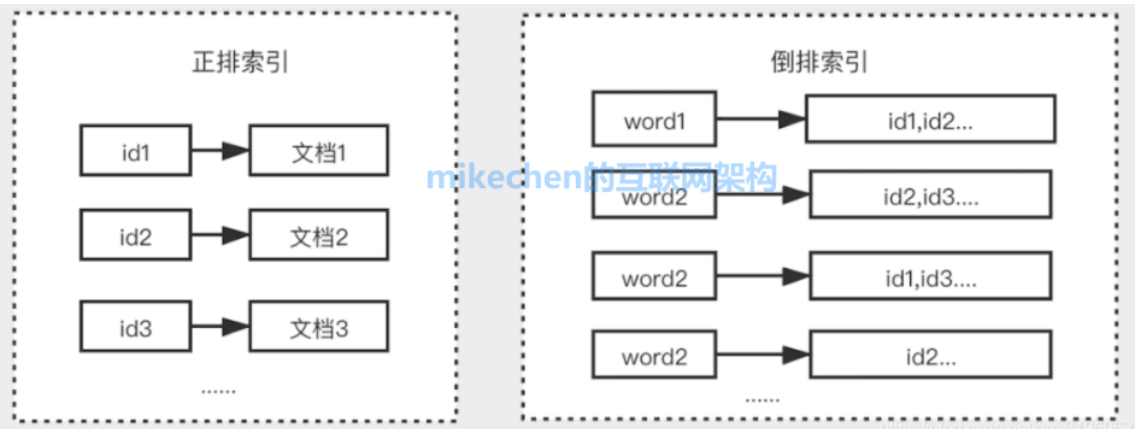 正排索引
id1
文档1
id2
文档2
id3
文档3
......
倒排索引
word1
id1,id2...
word2
id2,id3....
word2
id1,id3....
word2
id2...
......
mikechen的互联网架构